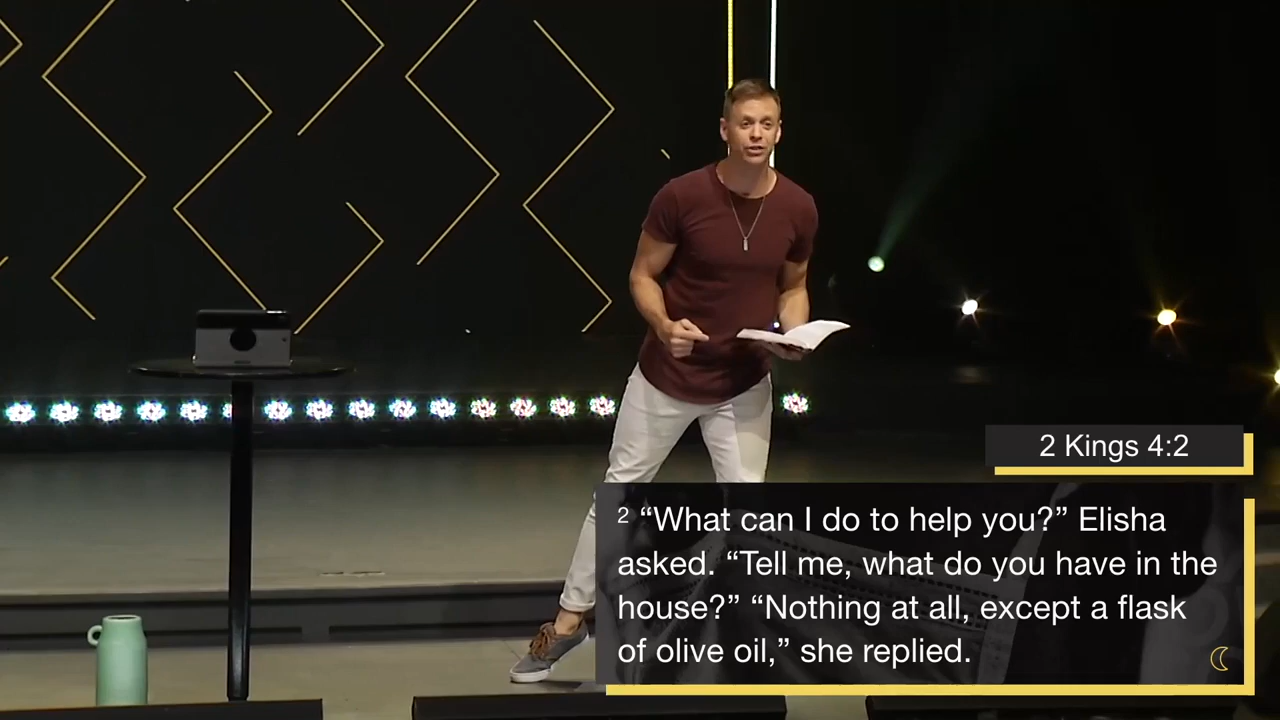 2 Kings 4:2
2 “What can I do to help you?” Elisha
asked. “Tell me, what do you have in the
house?” “Nothing at all, except a flask
of olive oil,” she replied.